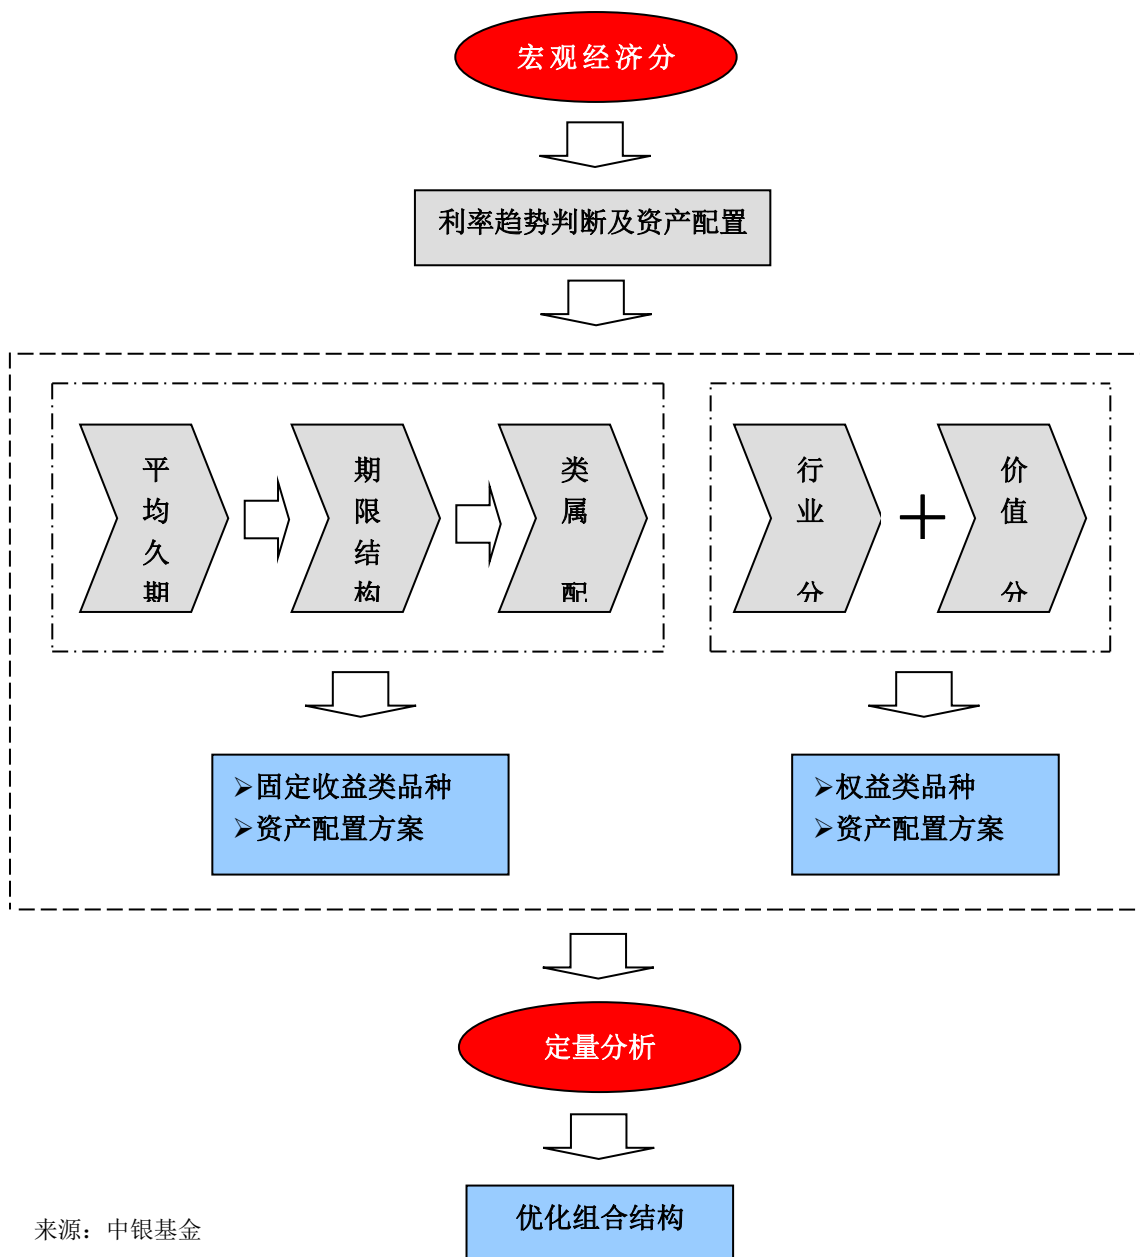 宏观经济分
利率趋势判断及资产配置
平均久期
期限结构
类属配
行业分
价值分
+
➢固定收益类品种
➢资产配置方案
➢权益类品种
➢资产配置方案
定量分析
优化组合结构
来源：中银基金